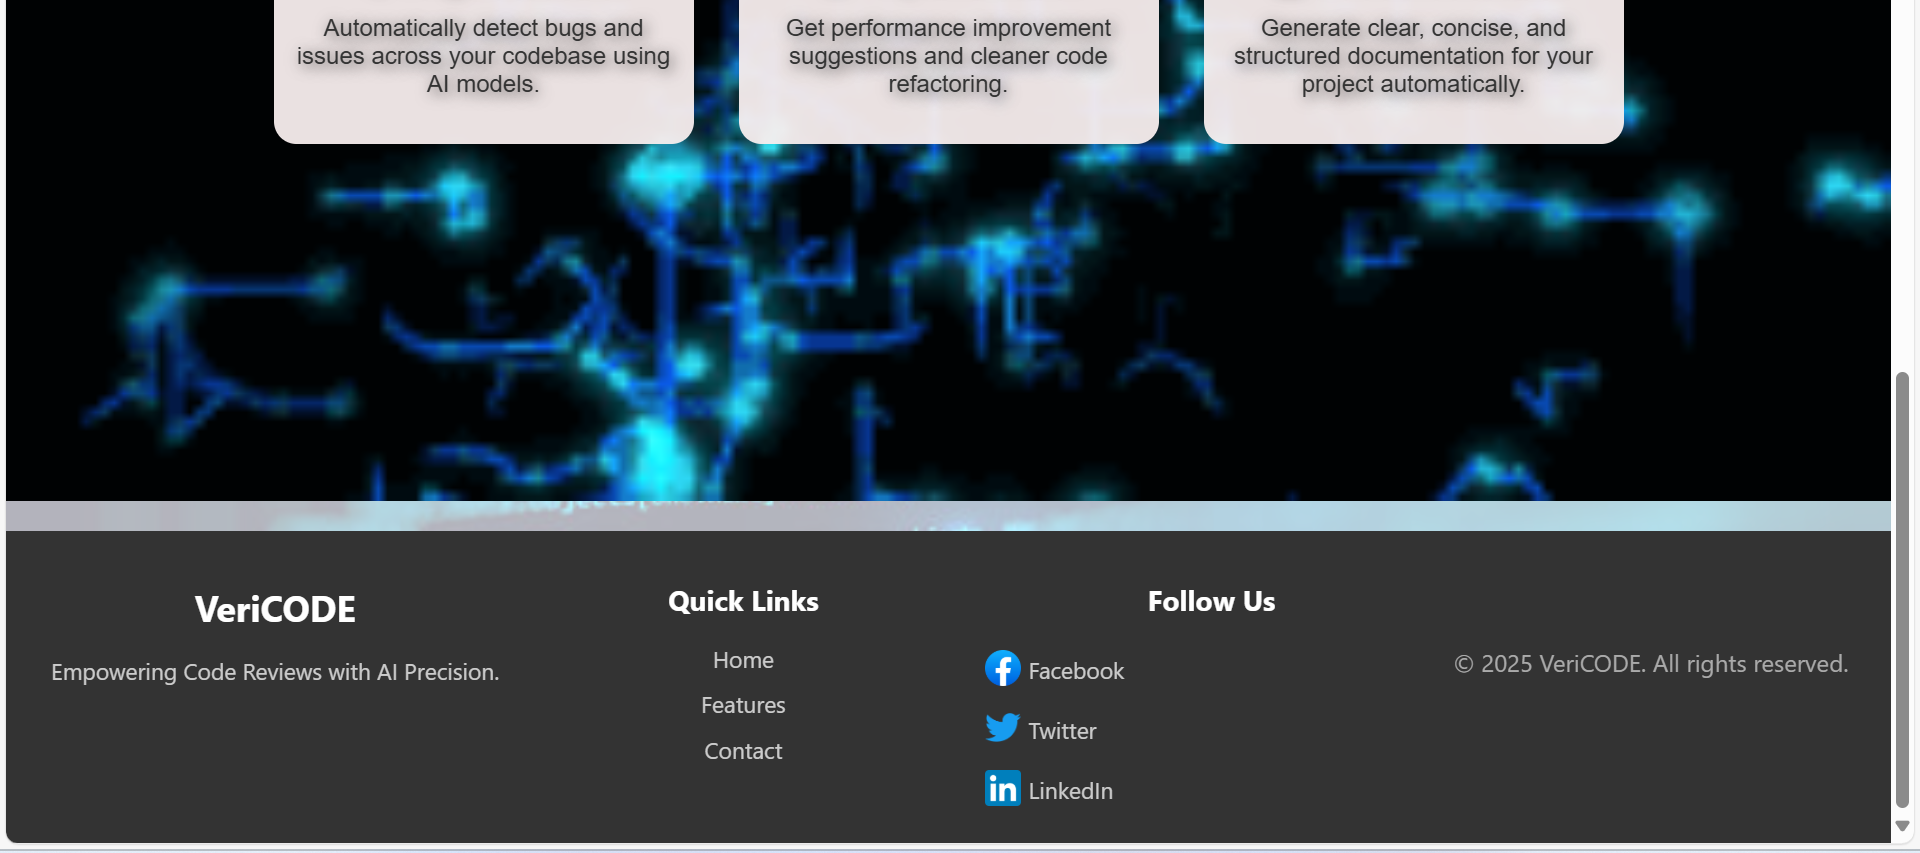 Automatically detect bugs and
issues across your codebase using
AI models.
Get performance improvement
suggestions and cleaner code
refactoring.
Generate clear, concise, and
structured documentation for your
project automatically.
VeriCODE
Empowering Code Reviews with AI Precision.
Quick Links
Home
Features
Contact
Follow Us
Facebook
Twitter
LinkedIn
© 2025 VeriCODE. All rights reserved.